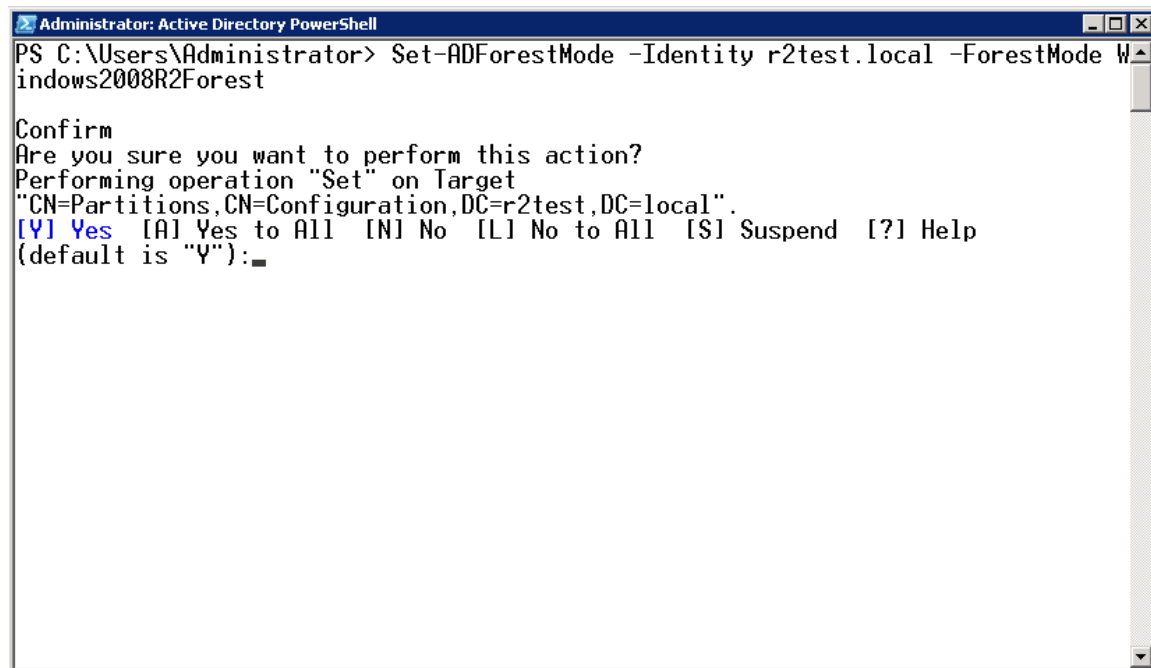 Administrator: Active Directory PowerShell
PS C:\Users\Administrator> Set-ADForestMode -Identity r2test.local -ForestMode W
indows2008R2Forest
Confirm
Are you sure you want to perform this action?
Performing operation "Set" on Target
"CN=Partitions,CN=Configuration,DC=r2test,DC=local".
[Y] Yes  [A] Yes to All  [N] No  [L] No to All  [S] Suspend  [?] Help
(default is "Y"):